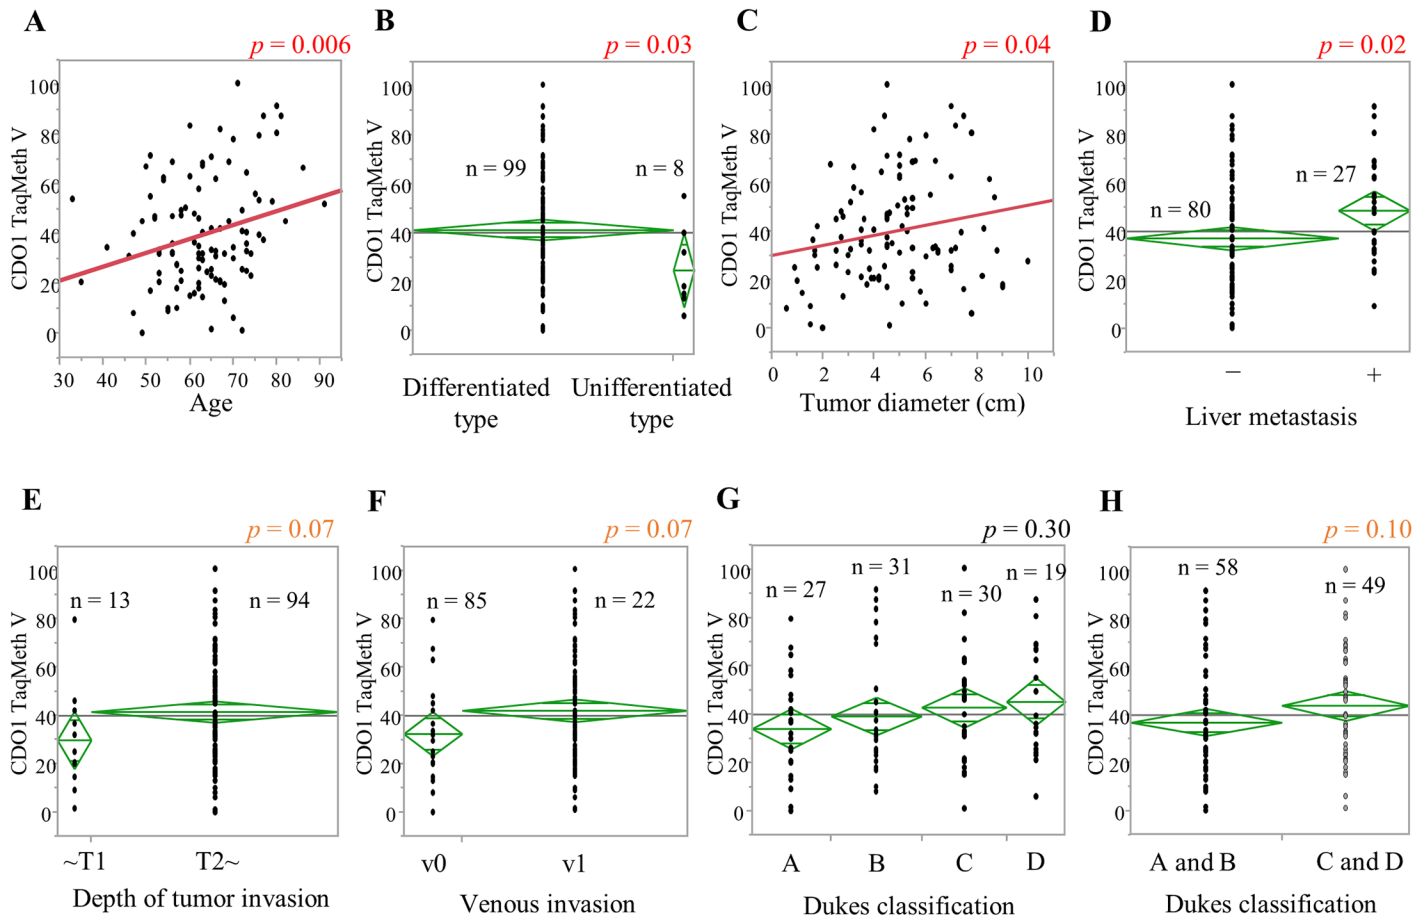 A
p = 0.006
CDO1 TaqMeth V
100
80
60
40
20
0
30 40 50 60 70 80 90
Age
B
p = 0.03
CDO1 TaqMeth V
100
80
60
40
20
0
n = 99
n = 8
Differentiated type
Unifferentiated type
C
p = 0.04
CDO1 TaqMeth V
100
80
60
40
20
0
0 2 4 6 8 10
Tumor diameter (cm)
D
p = 0.02
CDO1 TaqMeth V
100
80
60
40
20
0
n = 80
n = 27
− +
Liver metastasis
E
p = 0.07
CDO1 TaqMeth V
100
80
60
40
20
0
n = 13
n = 94
~T1 T2~
Depth of tumor invasion
F
p = 0.07
CDO1 TaqMeth V
100
80
60
40
20
0
n = 85
n = 22
v0 v1
Venous invasion
G
p = 0.30
CDO1 TaqMeth V
100
80
60
40
20
0
n = 27
n = 31
n = 30
n = 19
A B C D
Dukes classification
H
p = 0.10
CDO1 TaqMeth V
100
80
60
40
20
0
n = 58
n = 49
A and B C and D
Dukes classification